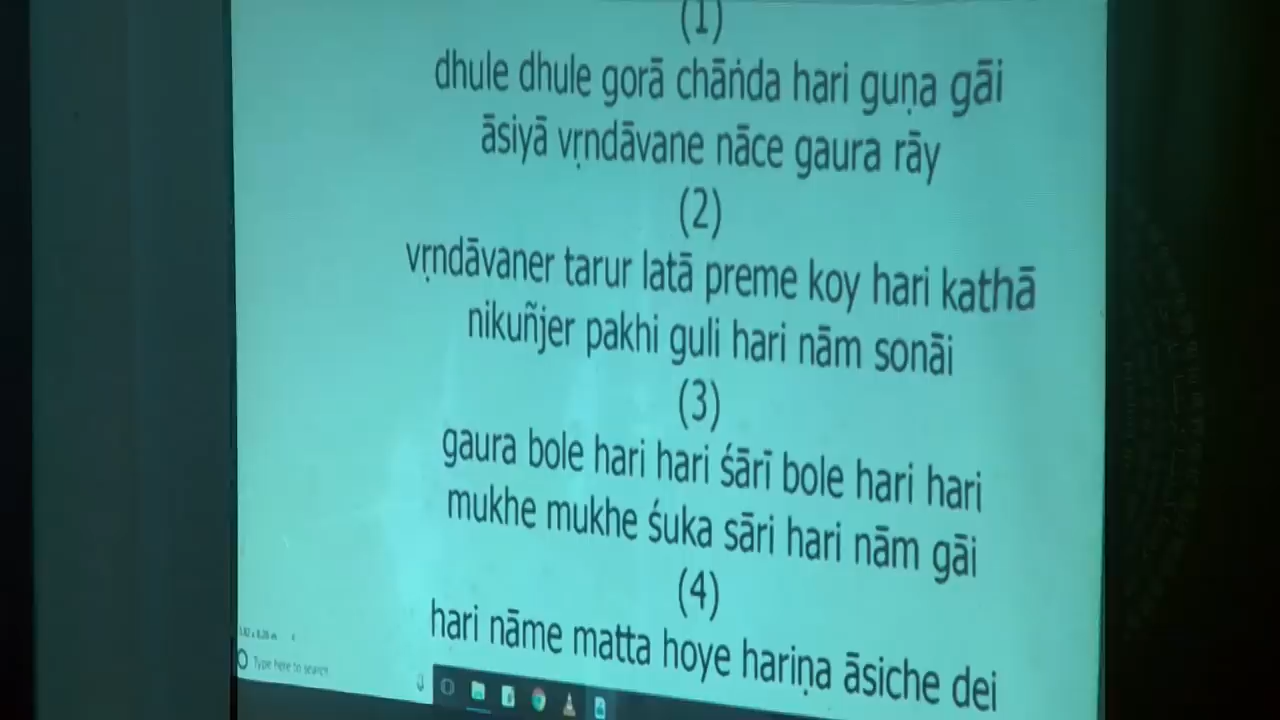 (1)
dhule dhule gorā chāṅda hari guṇa gāi
āsiyā vṛndāvane nāce gaura rāy
(2)
vṛndāvaner tarur latā preme koy hari kathā
nikuñjer pakhi guli hari nām sonāi
(3)
gaura bole hari hari śārī bole hari hari
mukhe mukhe śuka sāri hari nām gāi
(4)
hari nāme matta hoye hariṇa āsiche dei
Type here to search